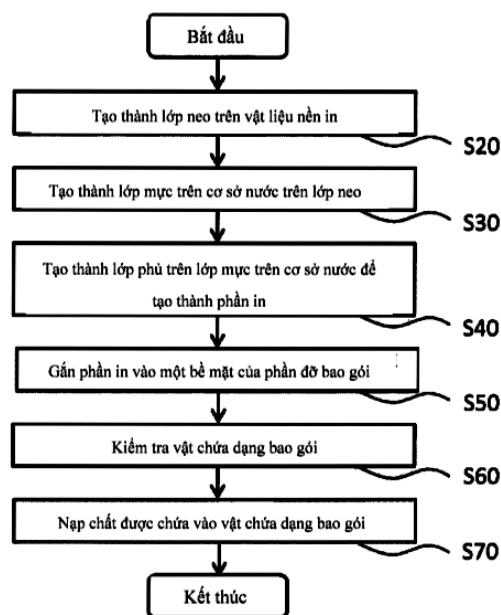 Bắt đầu
Tạo thành lớp neo trên vật liệu nền in
S20
Tạo thành lớp mực trên cơ sở nước trên lớp neo
S30
Tạo thành lớp phủ trên lớp mực trên cơ sở nước để
tạo thành phần in
S40
Gắn phần in vào một bề mặt của phần đỡ bao gói
S50
Kiểm tra vật chứa dạng bao gói
S60
Nạp chất được chứa vào vật chứa dạng bao gói
S70
Kết thúc